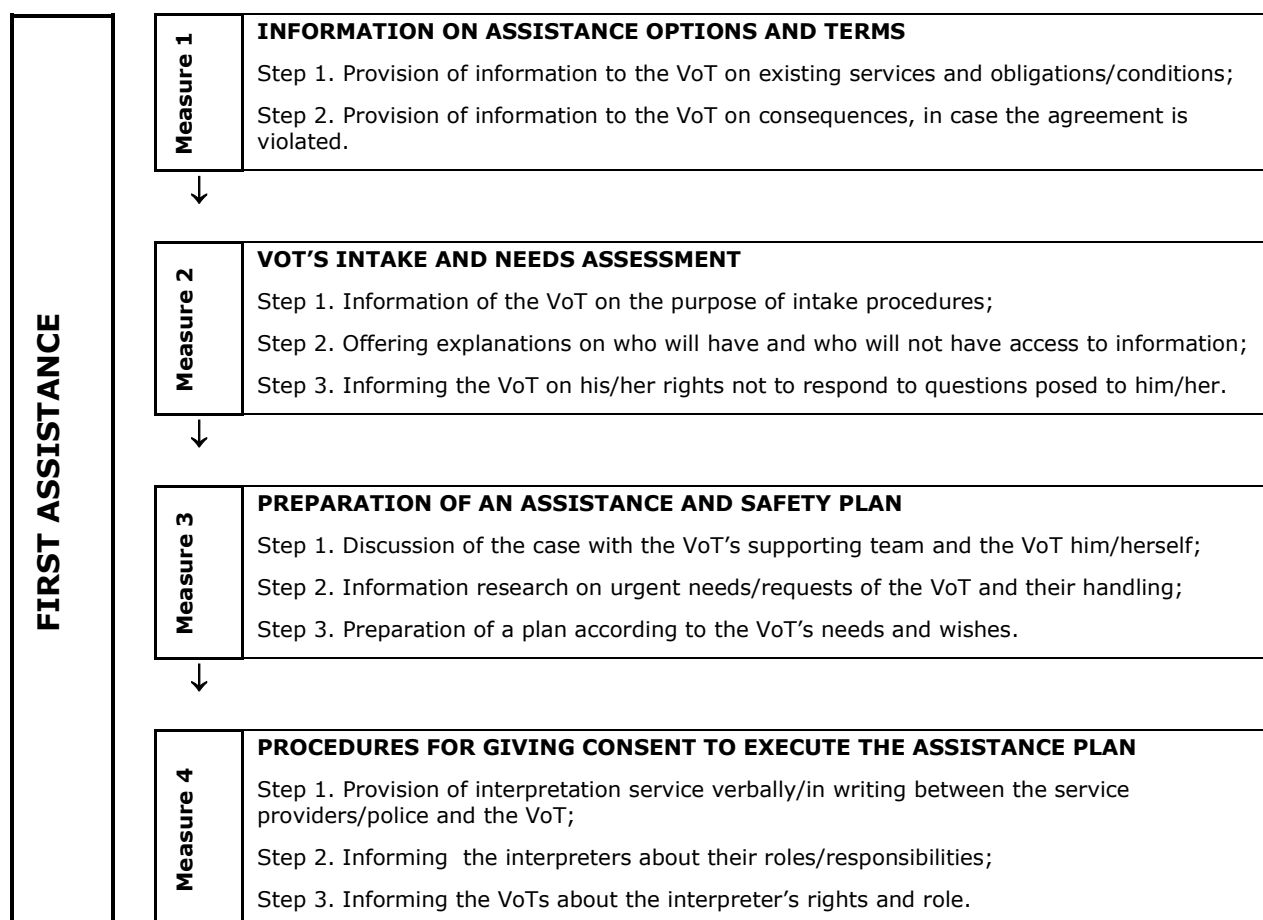 FIRST ASSISTANCE
Measure 1
INFORMATION ON ASSISTANCE OPTIONS AND TERMS
Step 1. Provision of information to the VoT on existing services and obligations/conditions;
Step 2. Provision of information to the VoT on consequences, in case the agreement is
violated.
↓
Measure 2
VOT’S INTAKE AND NEEDS ASSESSMENT
Step 1. Information of the VoT on the purpose of intake procedures;
Step 2. Offering explanations on who will have and who will not have access to information;
Step 3. Informing the VoT on his/her rights not to respond to questions posed to him/her.
↓
Measure 3
PREPARATION OF AN ASSISTANCE AND SAFETY PLAN
Step 1. Discussion of the case with the VoT’s supporting team and the VoT him/herself;
Step 2. Information research on urgent needs/requests of the VoT and their handling;
Step 3. Preparation of a plan according to the VoT’s needs and wishes.
↓
Measure 4
PROCEDURES FOR GIVING CONSENT TO EXECUTE THE ASSISTANCE PLAN
Step 1. Provision of interpretation service verbally/in writing between the service
providers/police and the VoT;
Step 2. Informing  the interpreters about their roles/responsibilities;
Step 3. Informing the VoTs about the interpreter’s rights and role.